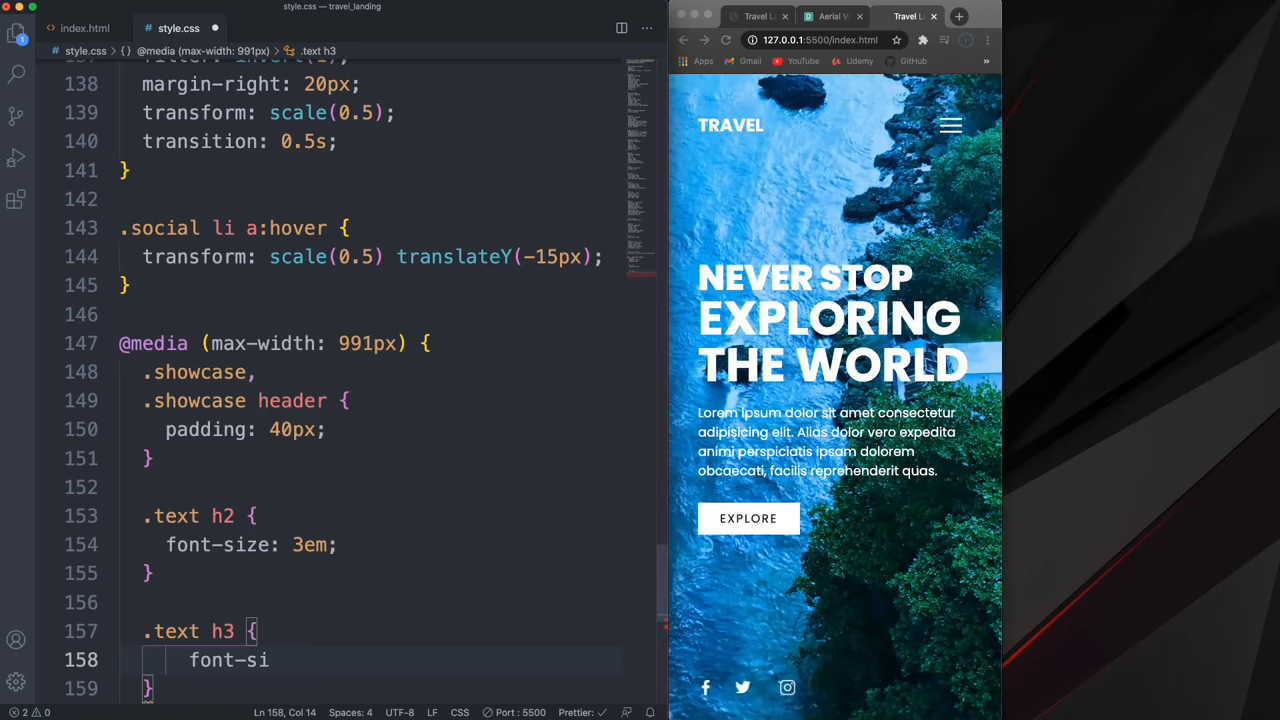 style.css — travel_landing
index.html
style.css
style.css > {} @media (max-width: 991px) > .text h3
138 margin-right: 20px;
139 transform: scale(0.5);
140 transition: 0.5s;
141 }
142
143 .social li a:hover {
144 transform: scale(0.5) translateY(-15px);
145 }
146
147 @media (max-width: 991px) {
148 .showcase,
149 .showcase header {
150 padding: 40px;
151 }
152
153 .text h2 {
154 font-size: 3em;
155 }
156
157 .text h3 {
158 font-si
159 }
1
2 0
Ln 158, Col 14
Spaces: 4
UTF-8
LF
CSS
Port : 5500
Prettier: ✓
Travel L
Aerial V
Travel L
127.0.0.1:5500/index.html
Apps
Gmail
YouTube
Udemy
GitHub
»
TRAVEL
NEVER STOP
EXPLORING
THE WORLD
Lorem ipsum dolor sit amet consectetur
adipisicing elit. Alias dolor vero expedita
animi perspiciatis ipsam dolorem
obcaecati, facilis reprehenderit quas.
EXPLORE